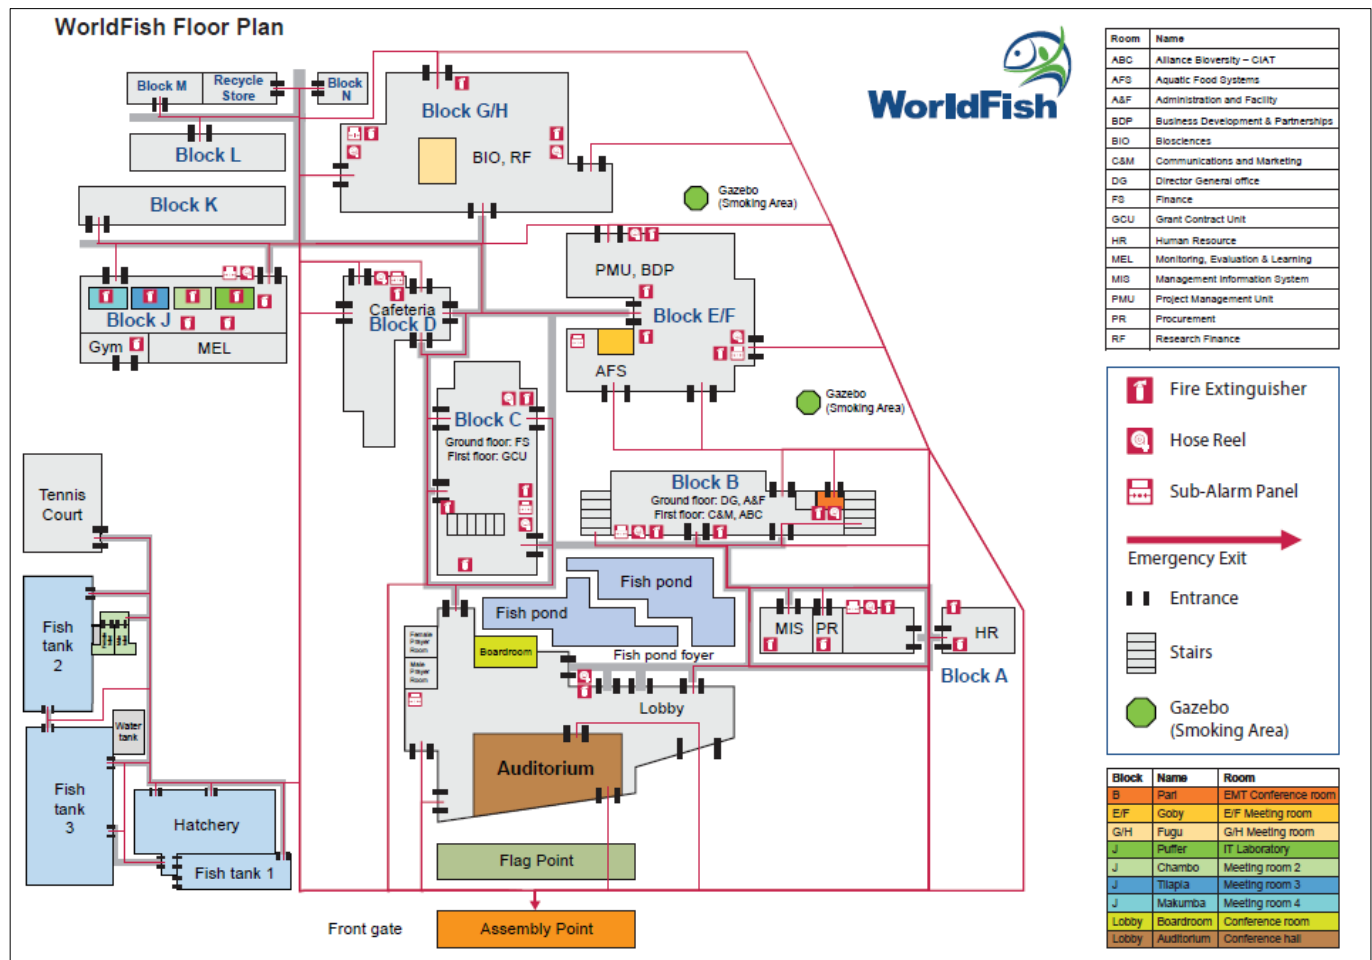 WorldFish Floor Plan
WorldFish
Block M
Recycle
Store
Block
N
Block G/H
BIO, RF
Block L
Block K
Gazebo
(Smoking Area)
PMU, BDP
Block E/F
AFS
Cafeteria
Block D
Block J
Gym
MEL
Gazebo
(Smoking Area)
Block C
Ground floor: FS
First floor: GCU
Block B
Ground floor: DG, A&F
First floor: C&M, ABC
Tennis
Court
Fish
tank
2
Fish pond
Fish pond
Fish pond foyer
MIS
PR
HR
Block A
Female
Prayer
Room
Male
Prayer
Room
Boardroom
Lobby
Water
tank
Auditorium
Fish
tank
3
Hatchery
Fish tank 1
Flag Point
Front gate
Assembly Point
Room Name
ABC Alliance Bioversity – CIAT
AFS Aquatic Food Systems
A&F Administration and Facility
BDP Business Development & Partnerships
BIO Biosciences
C&M Communications and Marketing
DG Director General office
FS Finance
GCU Grant Contract Unit
HR Human Resource
MEL Monitoring, Evaluation & Learning
MIS Management Information System
PMU Project Management Unit
PR Procurement
RF Research Finance
Fire Extinguisher
Hose Reel
Sub-Alarm Panel
Emergency Exit
Entrance
Stairs
Gazebo
(Smoking Area)
Block Name Room
B Pari EMT Conference room
E/F Goby E/F Meeting room
G/H Fugu G/H Meeting room
J Puffer IT Laboratory
J Chambo Meeting room 2
J Tilapia Meeting room 3
J Makumba Meeting room 4
Lobby Boardroom Conference room
Lobby Auditorium Conference hall